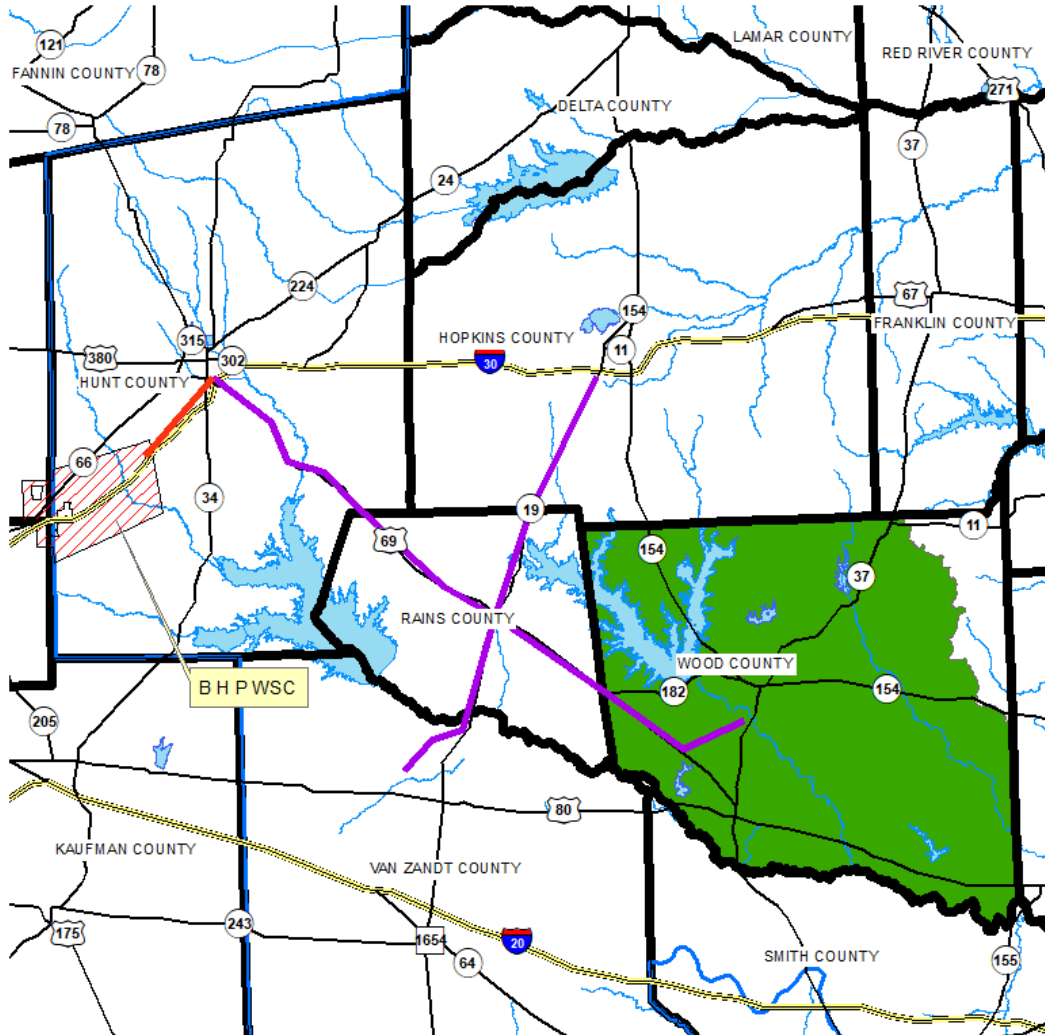 LAMAR COUNTY
121
RED RIVER COUNTY
FANNIN COUNTY
78
271
DELTA COUNTY
78
37
24
224
67
154
FRANKLIN COUNTY
315
HOPKINS COUNTY
11
380
302
30
HUNT COUNTY
66
34
19
11
69
154
37
RAINS COUNTY
WOOD COUNTY
B H P WSC
182
154
205
80
KAUFMAN COUNTY
VAN ZANDT COUNTY
243
175
1654
20
64
SMITH COUNTY
155